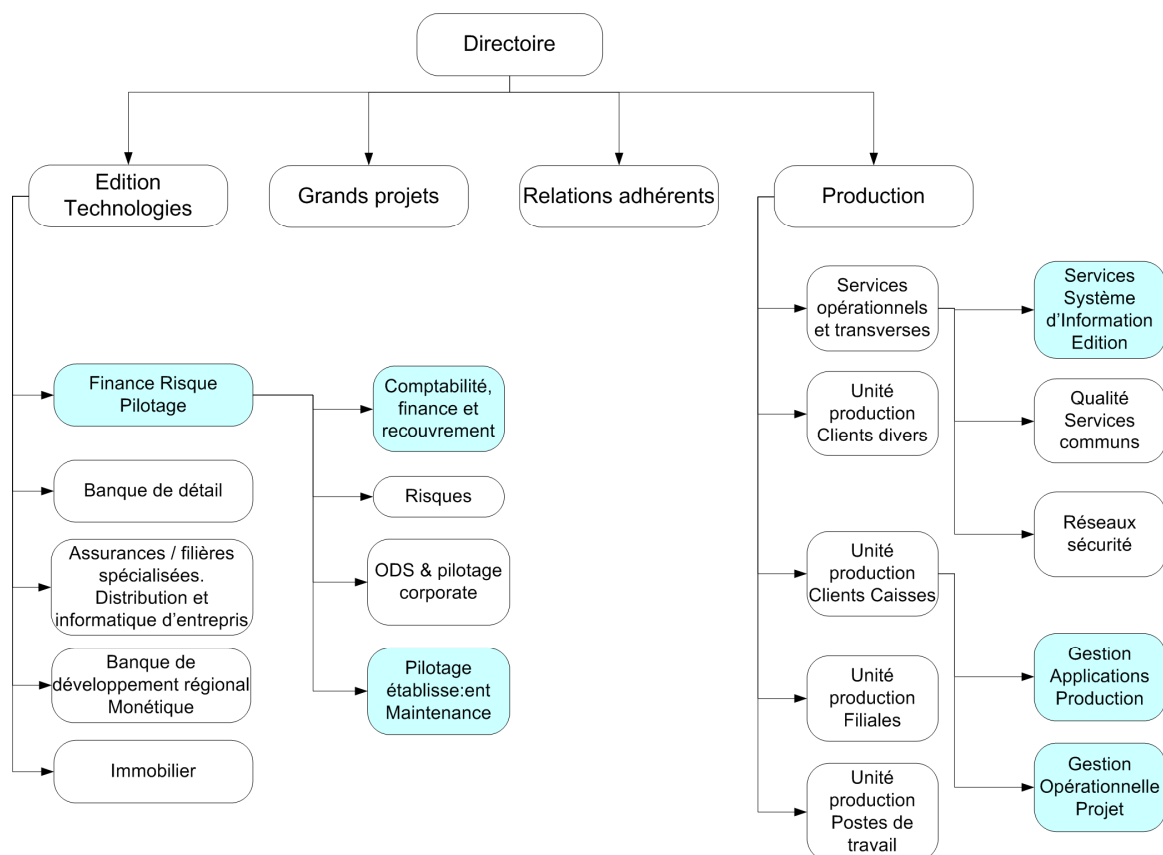 Directoire
Edition
Technologies
Grands projets
Relations adhérents
Production
Finance Risque
Pilotage
Banque de détail
Assurances / filières
spécialisées.
Distribution et
informatique d'entrepris
Banque de
développement régional
Monétique
Immobilier
Comptabilité,
finance et
recouvrement
Risques
ODS & pilotage
corporate
Pilotage
établisse:ent
Maintenance
Services
opérationnels
et transverses
Unité
production
Clients divers
Unité
production
Clients Caisses
Unité
production
Filiales
Unité
production
Postes de
travail
Services
Système
d'Information
Edition
Qualité
Services
communs
Réseaux
sécurité
Gestion
Applications
Production
Gestion
Opérationnelle
Projet